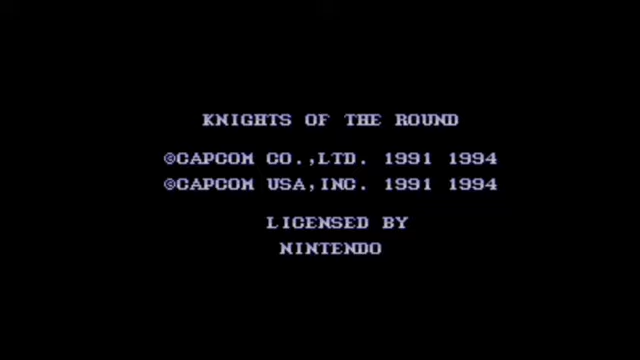 KNIGHTS OF THE ROUND
©CAPCOM CO.,LTD. 1991 1994
©CAPCOM USA,INC. 1991 1994
LICENSED BY
NINTENDO